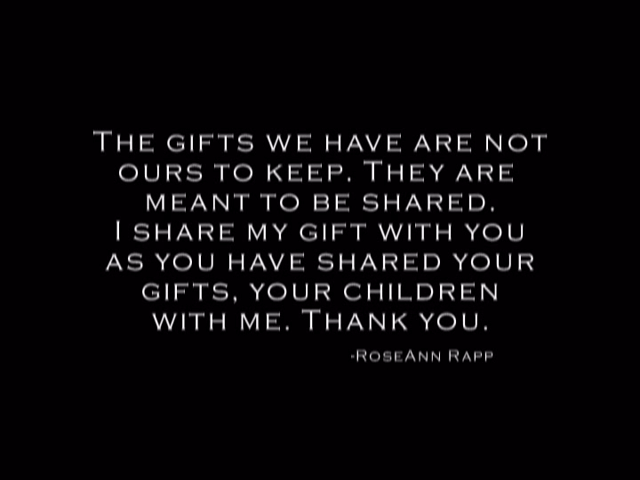 The gifts we have are not
ours to keep. They are
meant to be shared.
I share my gift with you
as you have shared your
gifts, your children
with me. Thank you.
-RoseAnn Rapp